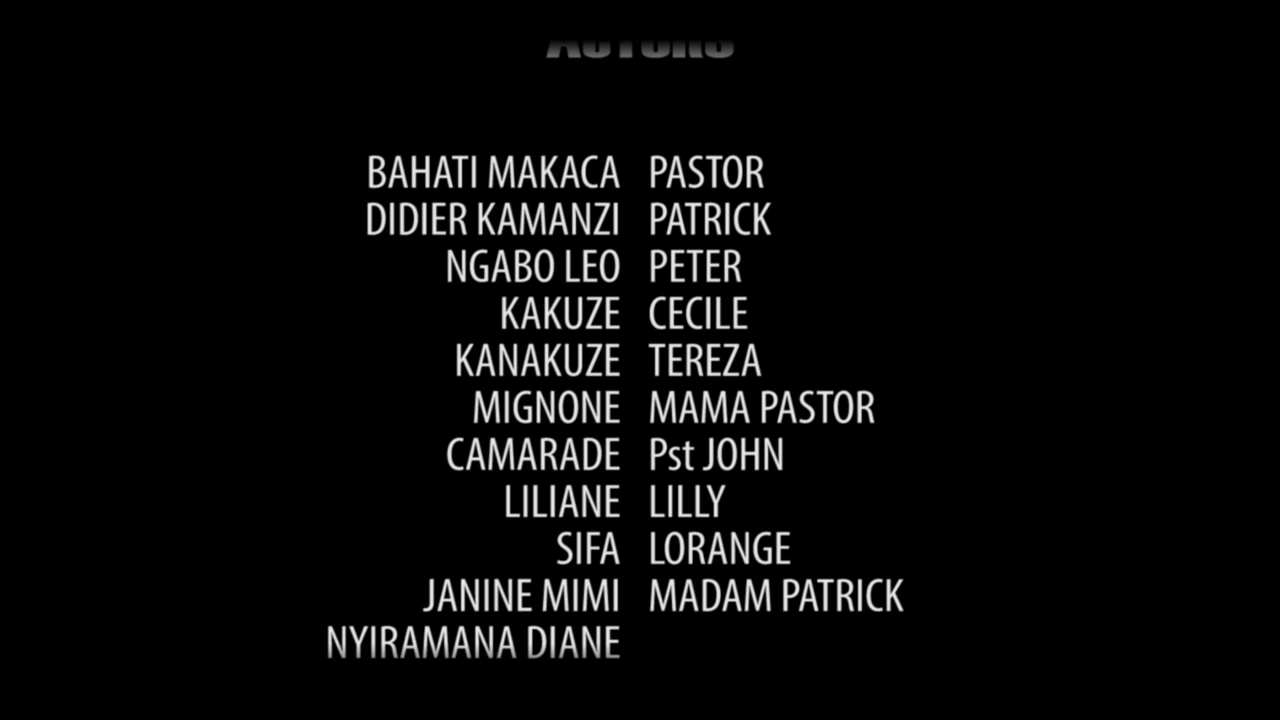 ACTORS
BAHATI MAKACA PASTOR
DIDIER KAMANZI PATRICK
NGABO LEO PETER
KAKUZE CECILE
KANAKUZE TEREZA
MIGNONE MAMA PASTOR
CAMARADE Pst JOHN
LILIANE LILLY
SIFA LORANGE
JANINE MIMI MADAM PATRICK
NYIRAMANA DIANE